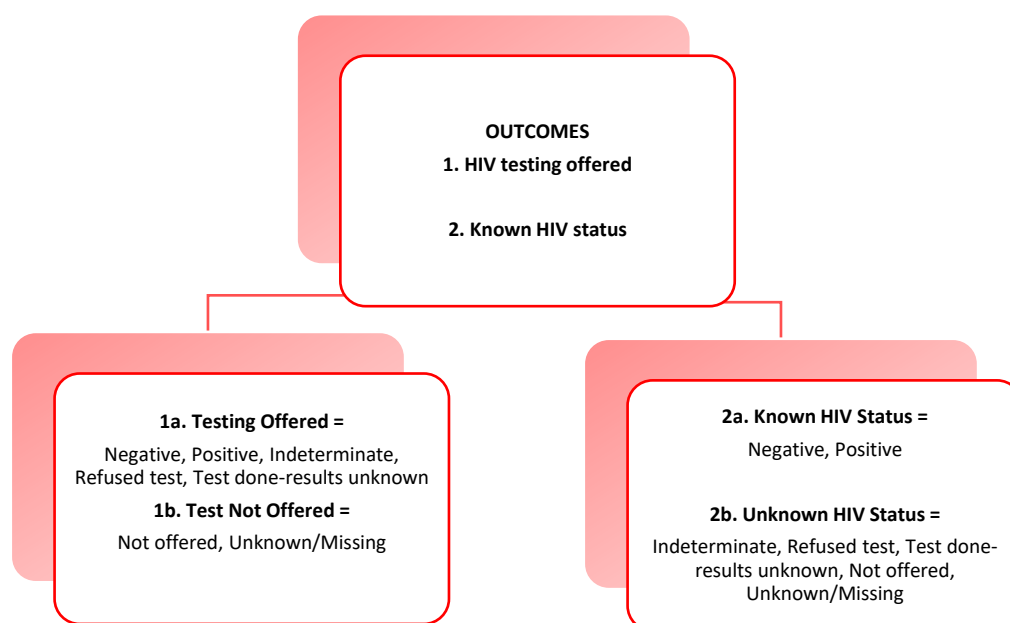 OUTCOMES
1. HIV testing offered
2. Known HIV status
1a. Testing Offered =
Negative, Positive, Indeterminate,
Refused test, Test done-results unknown
1b. Test Not Offered =
Not offered, Unknown/Missing
2a. Known HIV Status =
Negative, Positive
2b. Unknown HIV Status =
Indeterminate, Refused test, Test done-
results unknown, Not offered,
Unknown/Missing